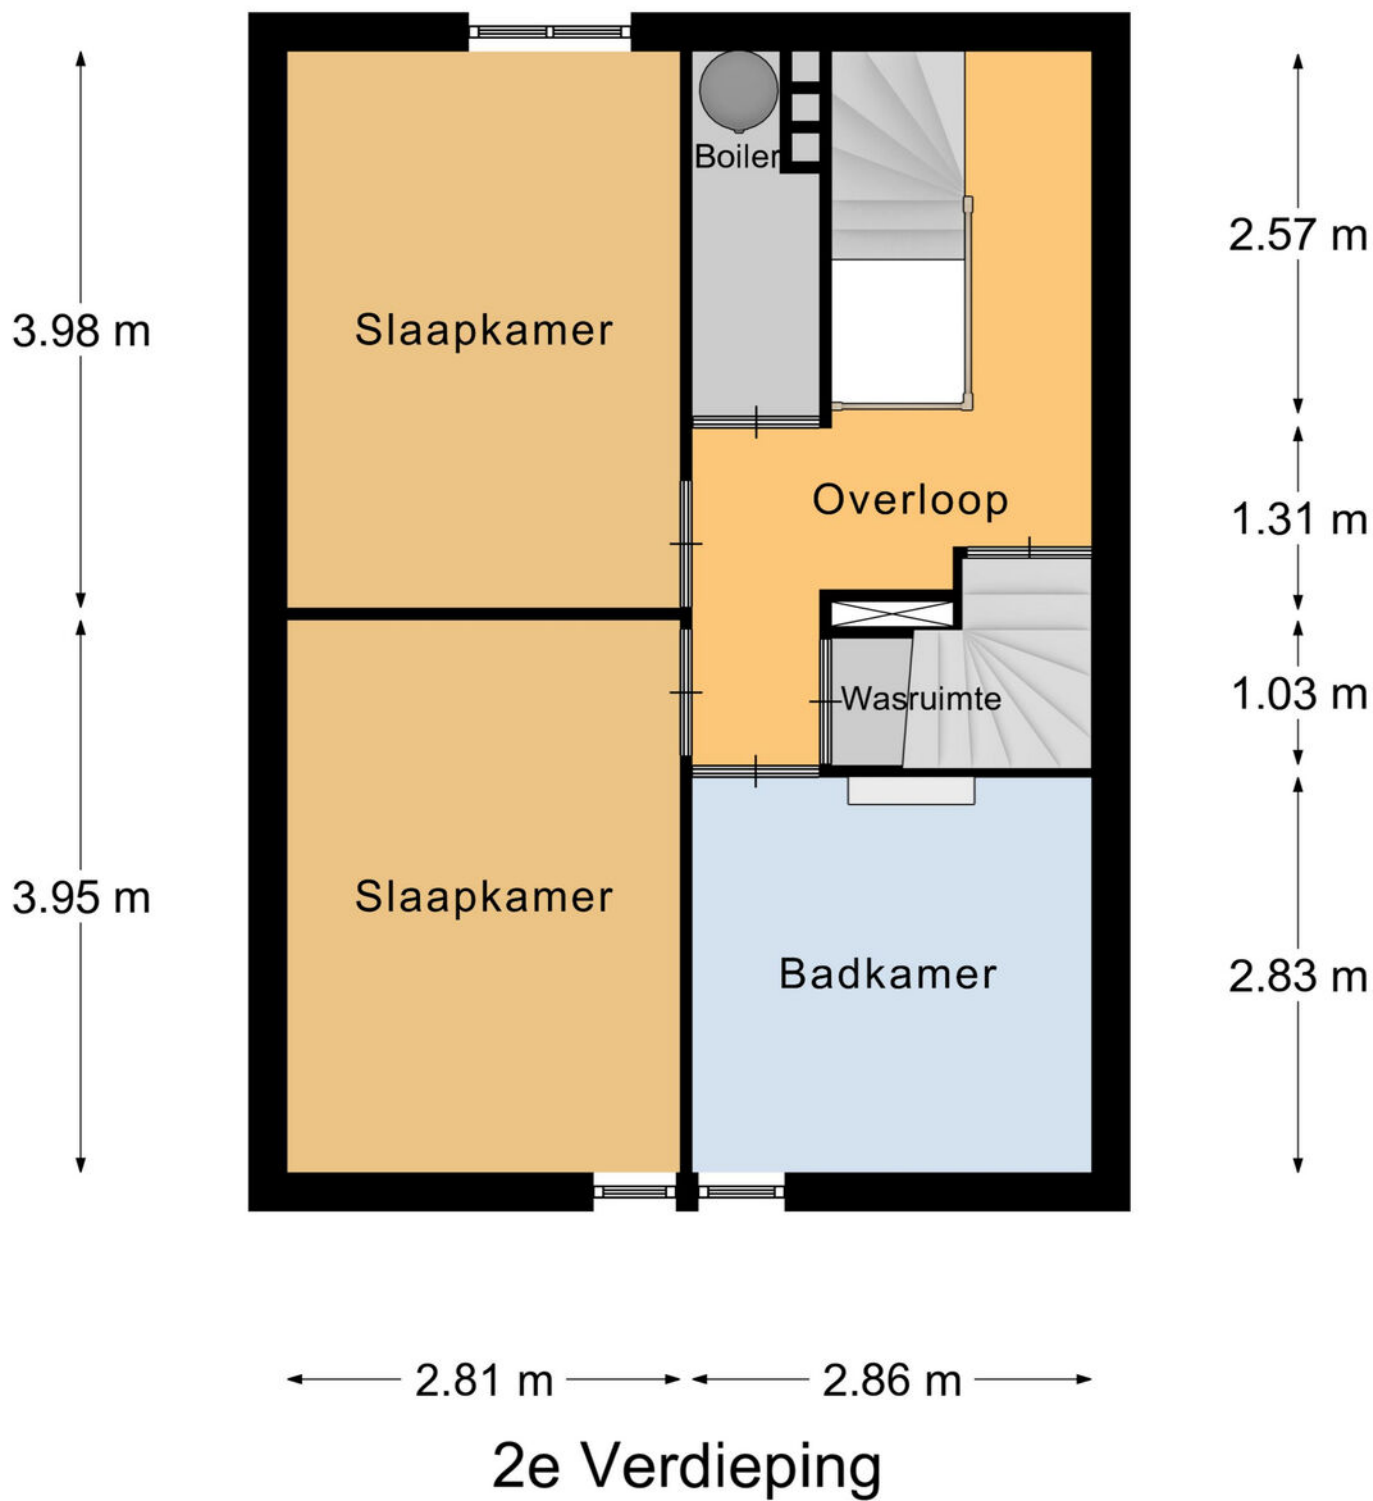 Boiler
2.57 m
3.98 m
Slaapkamer
Overloop
1.31 m
Wasruimte
1.03 m
3.95 m
Slaapkamer
Badkamer
2.83 m
2.81 m
2.86 m
2e Verdieping